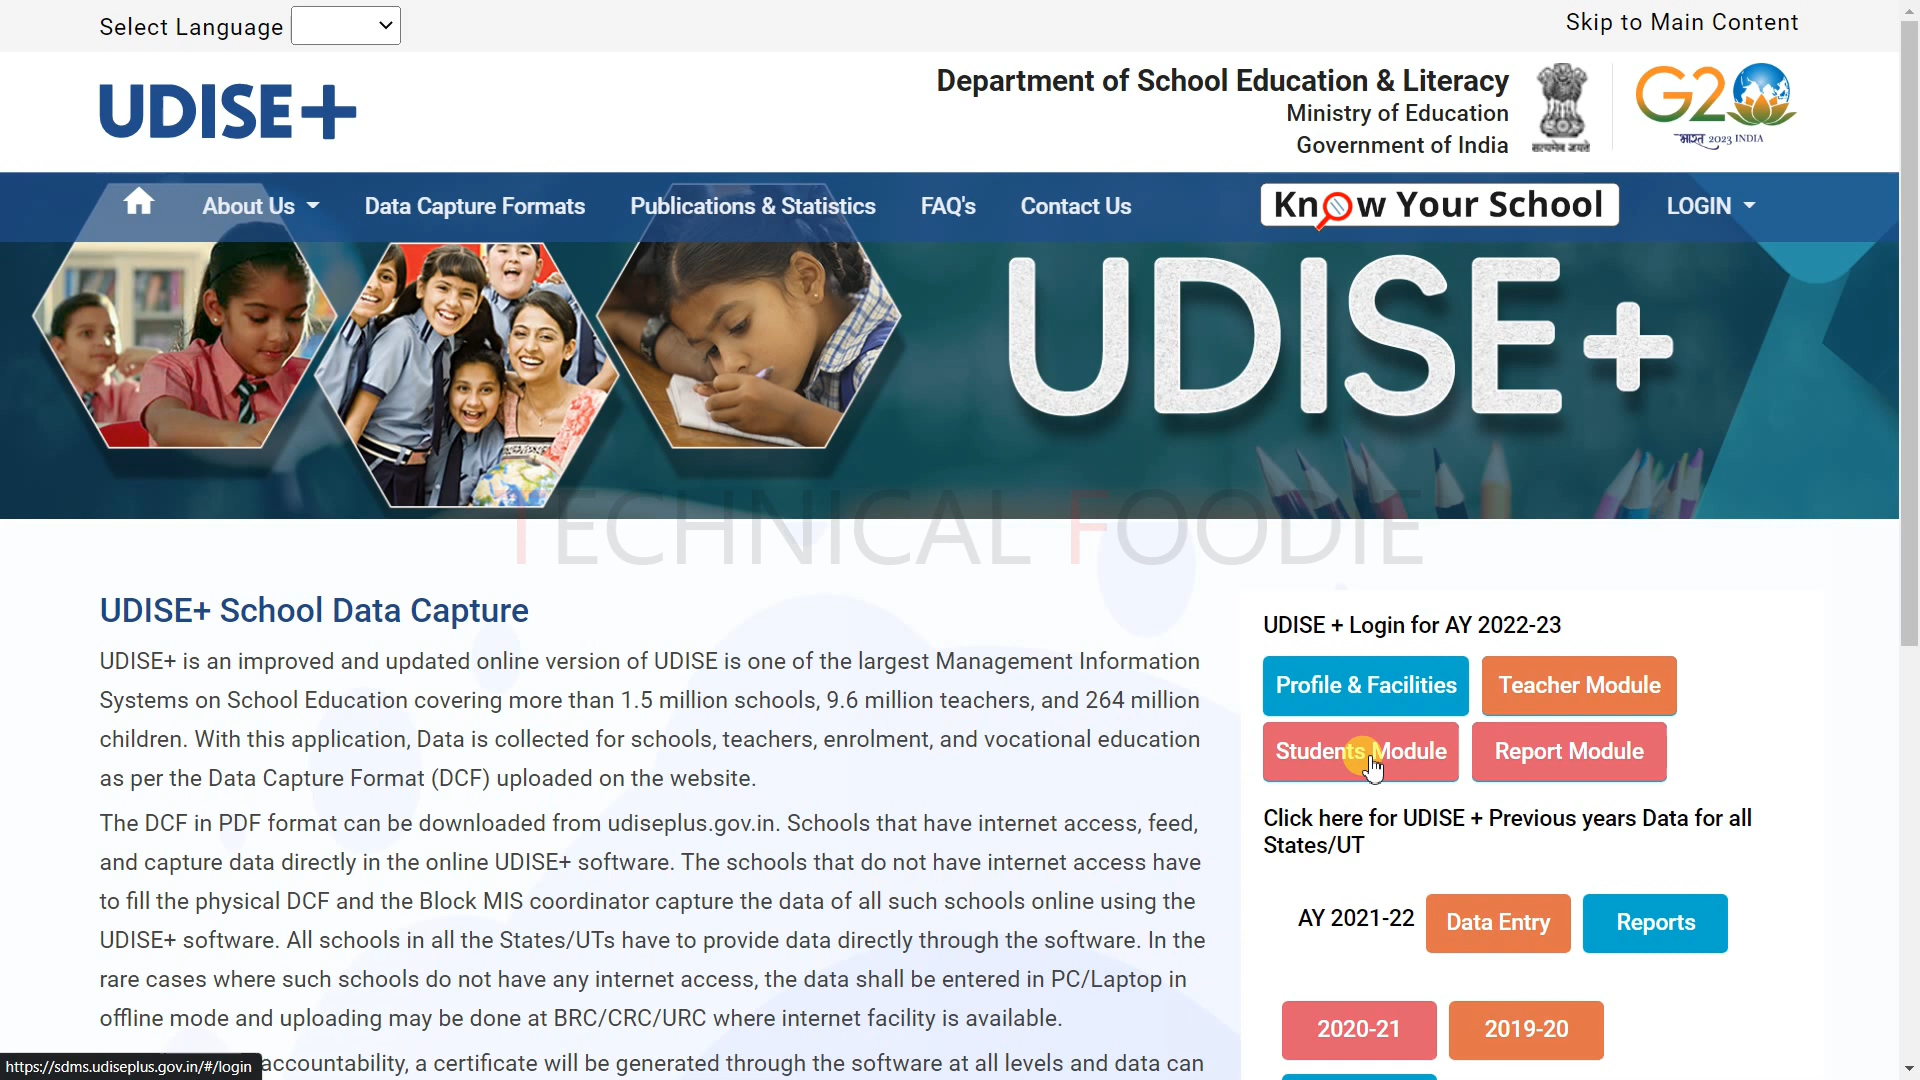 Select Language
Skip to Main Content
UDISE+
Department of School Education & Literacy
Ministry of Education
Government of India
सत्यमेव जयते
G20
भारत 2023 INDIA
About Us
Data Capture Formats
Publications & Statistics
FAQ's
Contact Us
Know Your School
LOGIN
UDISE+
TECHNICAL FOODIE
UDISE+ School Data Capture
UDISE+ is an improved and updated online version of UDISE is one of the largest Management Information
Systems on School Education covering more than 1.5 million schools, 9.6 million teachers, and 264 million
children. With this application, Data is collected for schools, teachers, enrolment, and vocational education
as per the Data Capture Format (DCF) uploaded on the website.
The DCF in PDF format can be downloaded from udiseplus.gov.in. Schools that have internet access, feed,
and capture data directly in the online UDISE+ software. The schools that do not have internet access have
to fill the physical DCF and the Block MIS coordinator capture the data of all such schools online using the
UDISE+ software. All schools in all the States/UTs have to provide data directly through the software. In the
rare cases where such schools do not have any internet access, the data shall be entered in PC/Laptop in
offline mode and uploading may be done at BRC/CRC/URC where internet facility is available.
accountability, a certificate will be generated through the software at all levels and data can
https://sdms.udiseplus.gov.in/#/login
UDISE + Login for AY 2022-23
Profile & Facilities
Teacher Module
Students Module
Report Module
Click here for UDISE + Previous years Data for all
States/UT
AY 2021-22
Data Entry
Reports
2020-21
2019-20